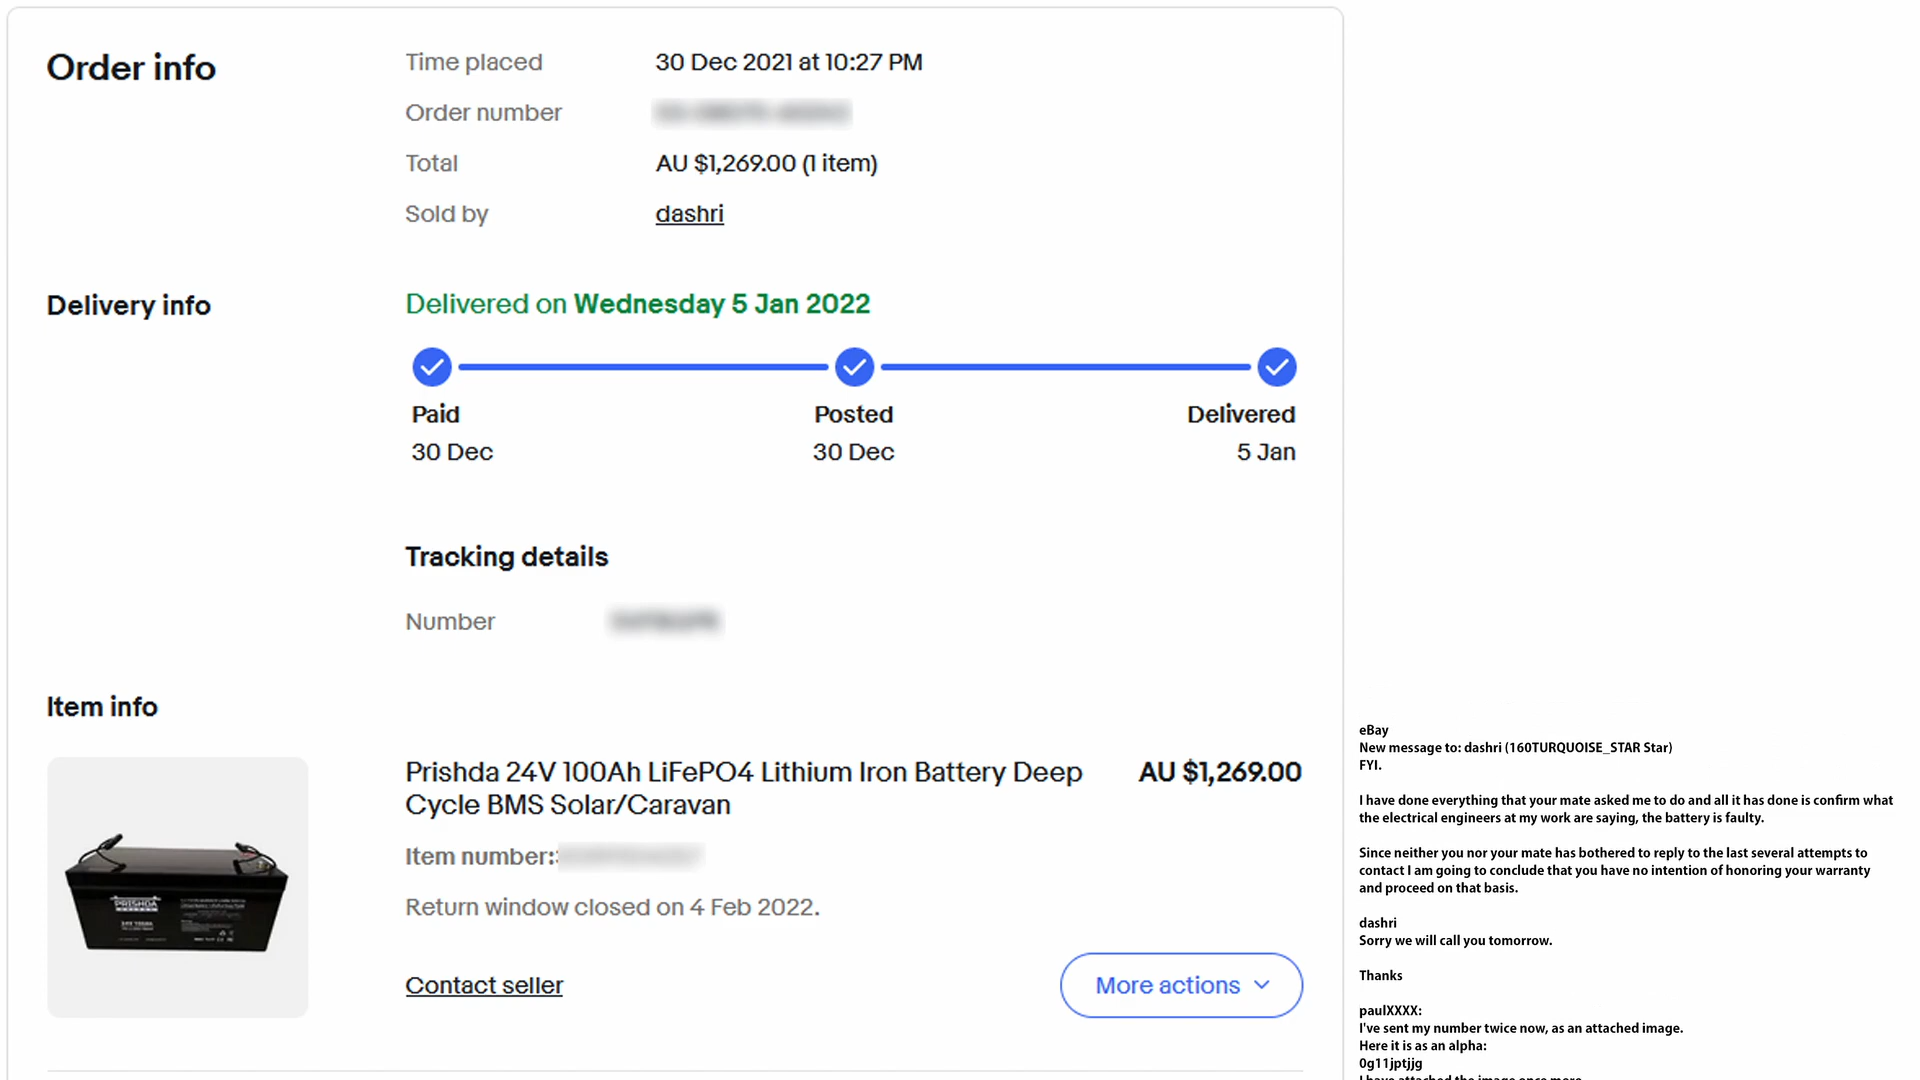 Order info
Time placed
30 Dec 2021 at 10:27 PM
Order number
Total
AU $1,269.00 (1 item)
Sold by
dashri
Delivery info
Delivered on Wednesday 5 Jan 2022
Paid
30 Dec
Posted
30 Dec
Delivered
5 Jan
Tracking details
Number
Item info
Prishda 24V 100Ah LiFePO4 Lithium Iron Battery Deep
Cycle BMS Solar/Caravan
AU $1,269.00
Item number:
Return window closed on 4 Feb 2022.
Contact seller
More actions
PRISHDA
eBay
New message to: dashri (160TURQUOISE_STAR Star)
FYI.
I have done everything that your mate asked me to do and all it has done is confirm what
the electrical engineers at my work are saying, the battery is faulty.
Since neither you nor your mate has bothered to reply to the last several attempts to
contact I am going to conclude that you have no intention of honoring your warranty
and proceed on that basis.
dashri
Sorry we will call you tomorrow.
Thanks
paulXXXX:
I've sent my number twice now, as an attached image.
Here it is as an alpha:
0g11jptjjg
I have attached the image once more